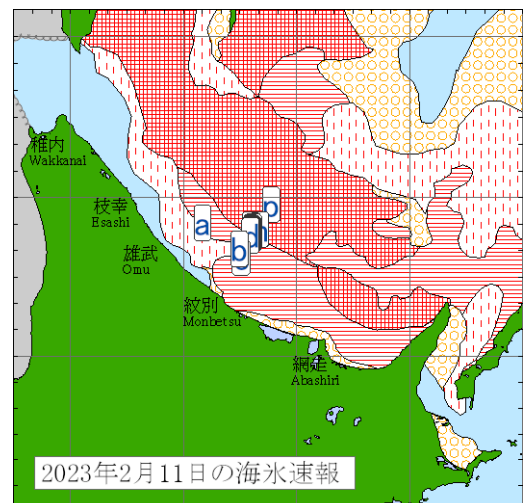 稚内
Wakkanai
枝幸
Esashi
雄武
Omu
紋別
Monbetsu
網走
Abashiri
a
p
b
d
2023年2月11日の海氷速報